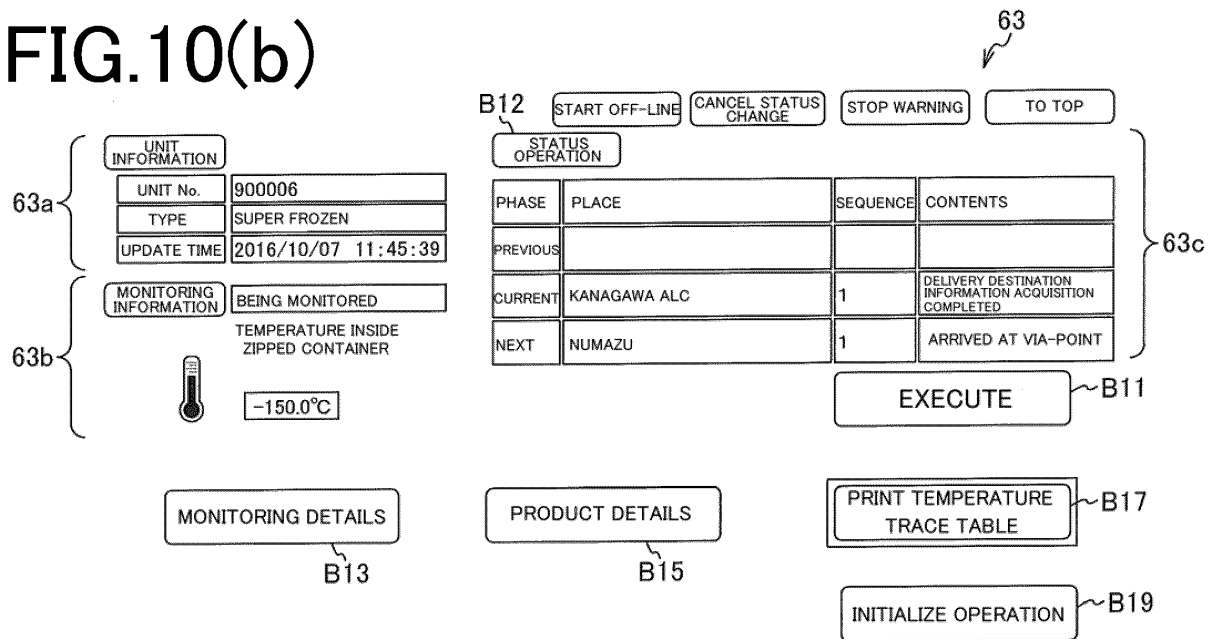 FIG.10(b)
63
B12
START OFF-LINE
CANCEL STATUS
CHANGE
STOP WARNING
TO TOP
63a
UNIT
INFORMATION
UNIT No.
900006
TYPE
SUPER FROZEN
UPDATE TIME
2016/10/07 11:45:39
63b
MONITORING
INFORMATION
BEING MONITORED
TEMPERATURE INSIDE
ZIPPED CONTAINER
-150.0℃
STATUS
OPERATION
PHASE
PLACE
SEQUENCE
CONTENTS
PREVIOUS
CURRENT
KANAGAWA ALC
1
DELIVERY DESTINATION
INFORMATION ACQUISITION
COMPLETED
NEXT
NUMAZU
1
ARRIVED AT VIA-POINT
63c
EXECUTE
B11
MONITORING DETAILS
B13
PRODUCT DETAILS
B15
PRINT TEMPERATURE
TRACE TABLE
B17
INITIALIZE OPERATION
B19